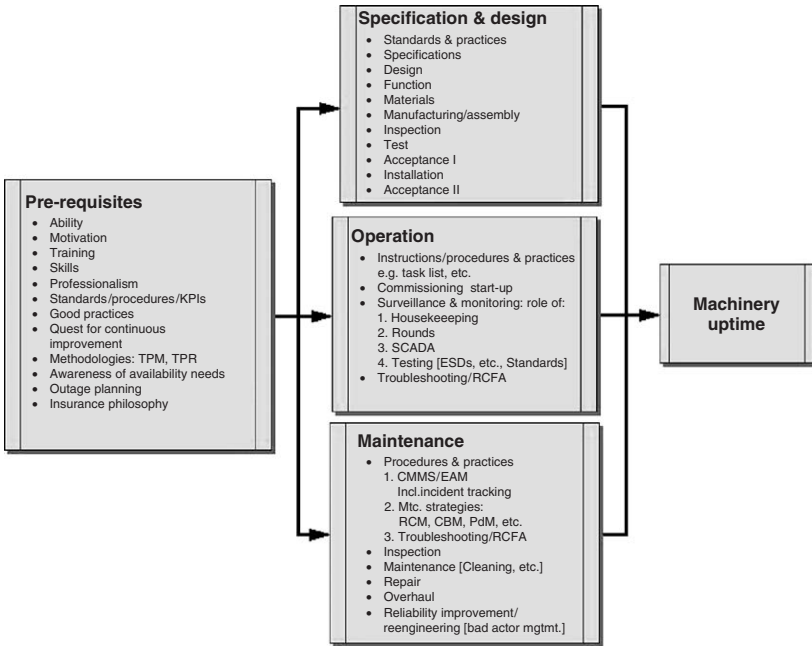 Pre-requisites
• Ability
• Motivation
• Training
• Skills
• Professionalism
• Standards/procedures/KPIs
• Good practices
• Quest for continuous
improvement
• Methodologies: TPM, TPR
• Awareness of availability needs
• Outage planning
• Insurance philosophy
Specification & design
• Standards & practices
• Specifications
• Design
• Function
• Materials
• Manufacturing/assembly
• Inspection
• Test
• Acceptance I
• Installation
• Acceptance II
Operation
• Instructions/procedures & practices
e.g. task list, etc.
• Commissioning start-up
• Surveillance & monitoring: role of:
1. Housekeeeping
2. Rounds
3. SCADA
4. Testing [ESDs, etc., Standards]
• Troubleshooting/RCFA
Maintenance
• Procedures & practices
1. CMMS/EAM
Incl.incident tracking
2. Mtc. strategies:
RCM, CBM, PdM, etc.
3. Troubleshooting/RCFA
• Inspection
• Maintenance [Cleaning, etc.]
• Repair
• Overhaul
• Reliability improvement/
reengineering [bad actor mgtmt.]
Machinery
uptime